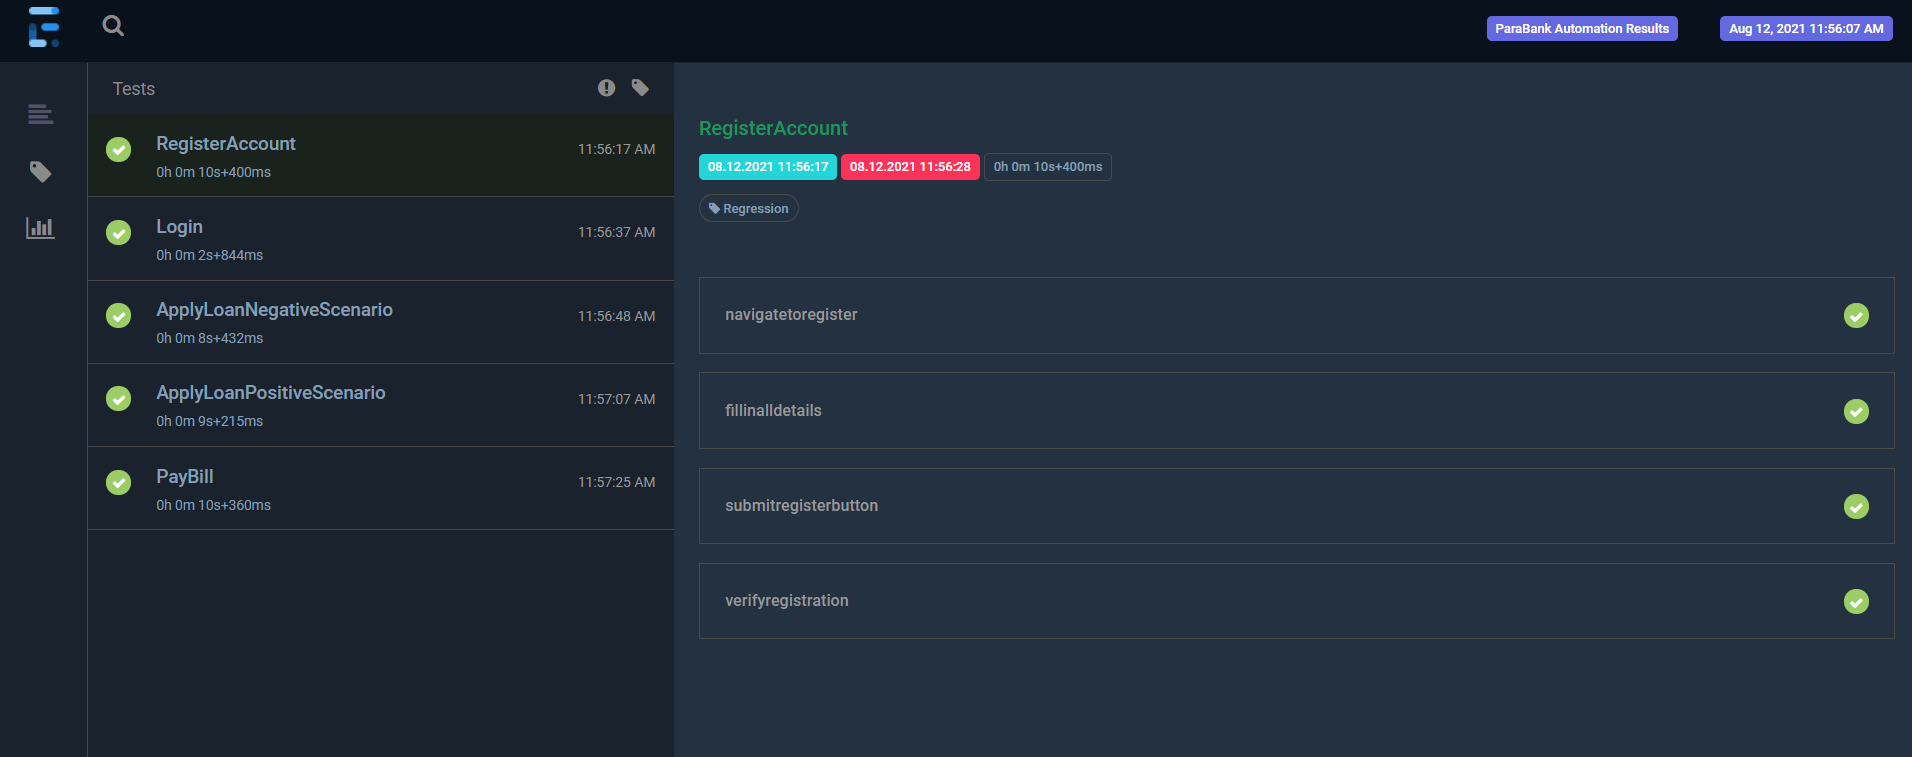 ParaBank Automation Results
Aug 12, 2021 11:56:07 AM
Tests
RegisterAccount
11:56:17 AM
0h 0m 10s+400ms
Login
11:56:37 AM
0h 0m 2s+844ms
ApplyLoanNegativeScenario
11:56:48 AM
0h 0m 8s+432ms
ApplyLoanPositiveScenario
11:57:07 AM
0h 0m 9s+215ms
PayBill
11:57:25 AM
0h 0m 10s+360ms
RegisterAccount
08.12.2021 11:56:17 08.12.2021 11:56:28 0h 0m 10s+400ms
Regression
navigatetoregister
fillinalldetails
submitregisterbutton
verifyregistration